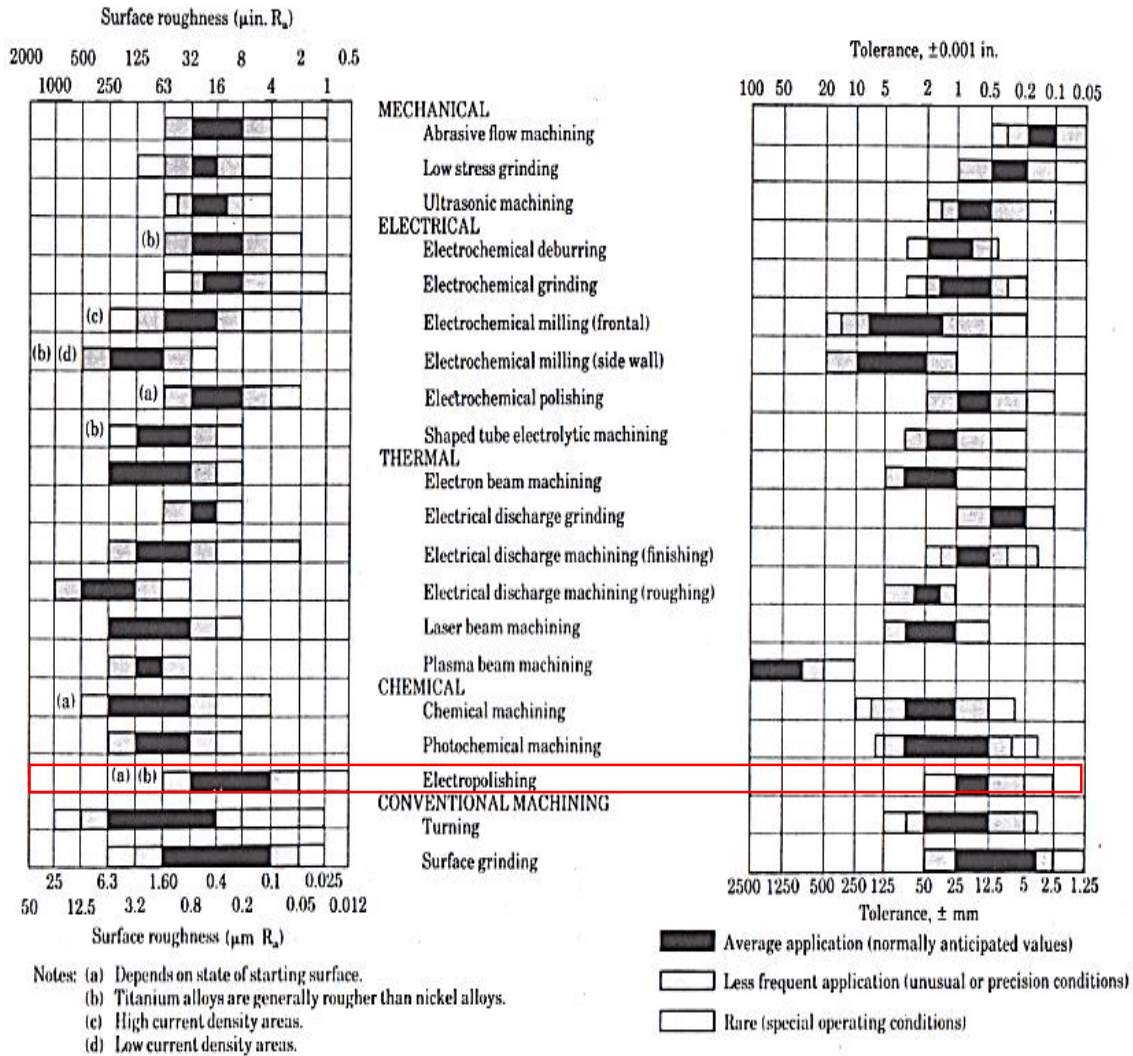 Surface roughness (μin. Rₐ)
2000 500 125 32 8 2 0.5
1000 250 63 16 4 1
Tolerance, ±0.001 in.
100 50 20 10 5 2 1 0.5 0.2 0.1 0.05
MECHANICAL
Abrasive flow machining
Low stress grinding
Ultrasonic machining
ELECTRICAL
(b) Electrochemical deburring
Electrochemical grinding
(c) Electrochemical milling (frontal)
(b) (d) Electrochemical milling (side wall)
(a) Electrochemical polishing
(b) Shaped tube electrolytic machining
THERMAL
Electron beam machining
Electrical discharge grinding
Electrical discharge machining (finishing)
Electrical discharge machining (roughing)
Laser beam machining
Plasma beam machining
CHEMICAL
(a) Chemical machining
Photochemical machining
(a) (b) Electropolishing
CONVENTIONAL MACHINING
Turning
Surface grinding
25 6.3 1.60 0.4 0.1 0.025
50 12.5 3.2 0.8 0.2 0.05 0.012
Surface roughness (μm Rₐ)
2500 1250 500 250 125 50 25 12.5 5 2.5 1.25
Tolerance, ± mm
Average application (normally anticipated values)
Less frequent application (unusual or precision conditions)
Rare (special operating conditions)
Notes: (a) Depends on state of starting surface.
(b) Titanium alloys are generally rougher than nickel alloys.
(c) High current density areas.
(d) Low current density areas.